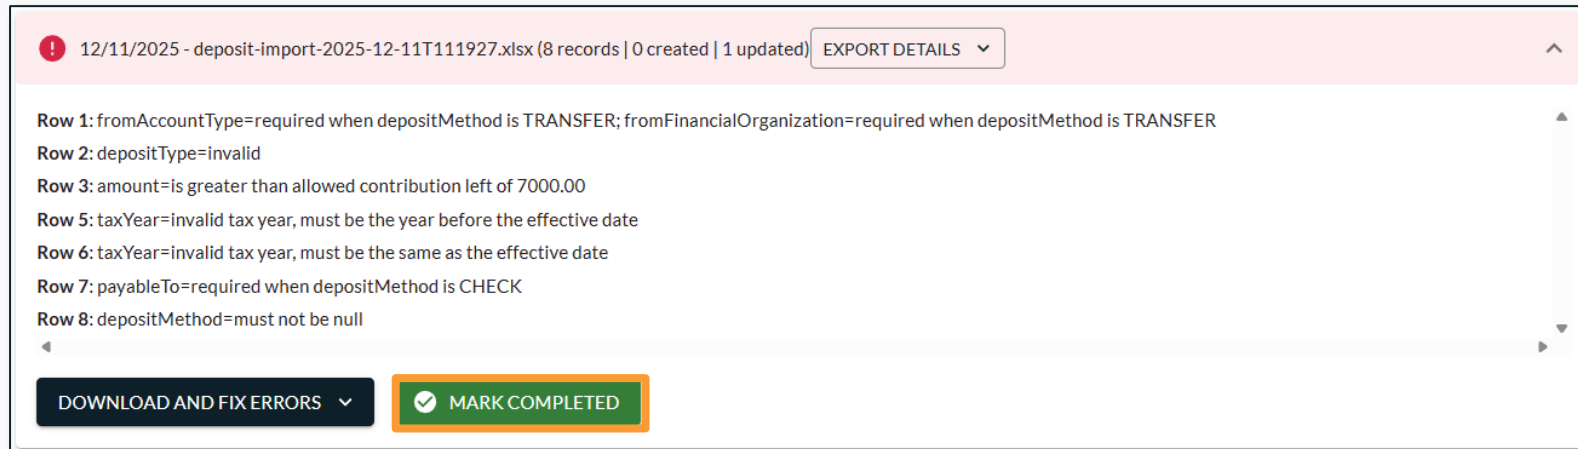 12/11/2025 - deposit-import-2025-12-11T111927.xlsx (8 records | 0 created | 1 updated) EXPORT DETAILS
Row 1: fromAccountType=required when depositMethod is TRANSFER; fromFinancialOrganization=required when depositMethod is TRANSFER
Row 2: depositType=invalid
Row 3: amount=is greater than allowed contribution left of 7000.00
Row 5: taxYear=invalid tax year, must be the year before the effective date
Row 6: taxYear=invalid tax year, must be the same as the effective date
Row 7: payableTo=required when depositMethod is CHECK
Row 8: depositMethod=must not be null
DOWNLOAD AND FIX ERRORS MARK COMPLETED